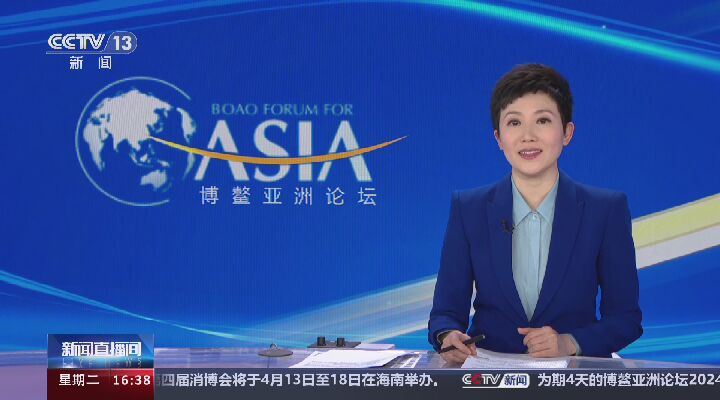 CCTV 13
新闻
BOAO FORUM FOR
ASIA
博鳌亚洲论坛
新闻直播间
星期二 16:38 第四届消博会将于4月13日至18日在海南举办。 CCTV 新闻 为期4天的博鳌亚洲论坛2024